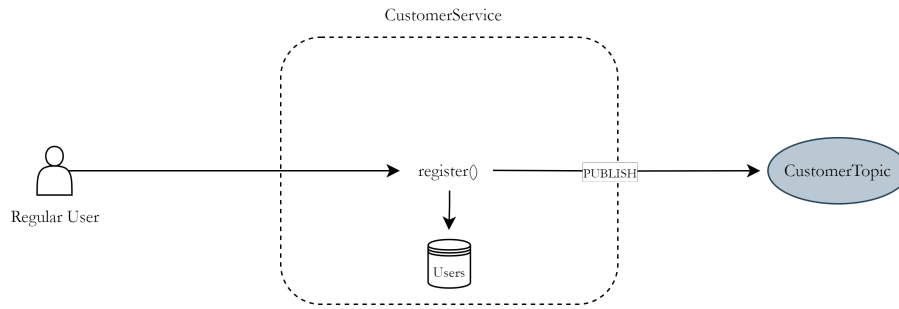 CustomerService
register()
PUBLISH
CustomerTopic
Regular User
Users